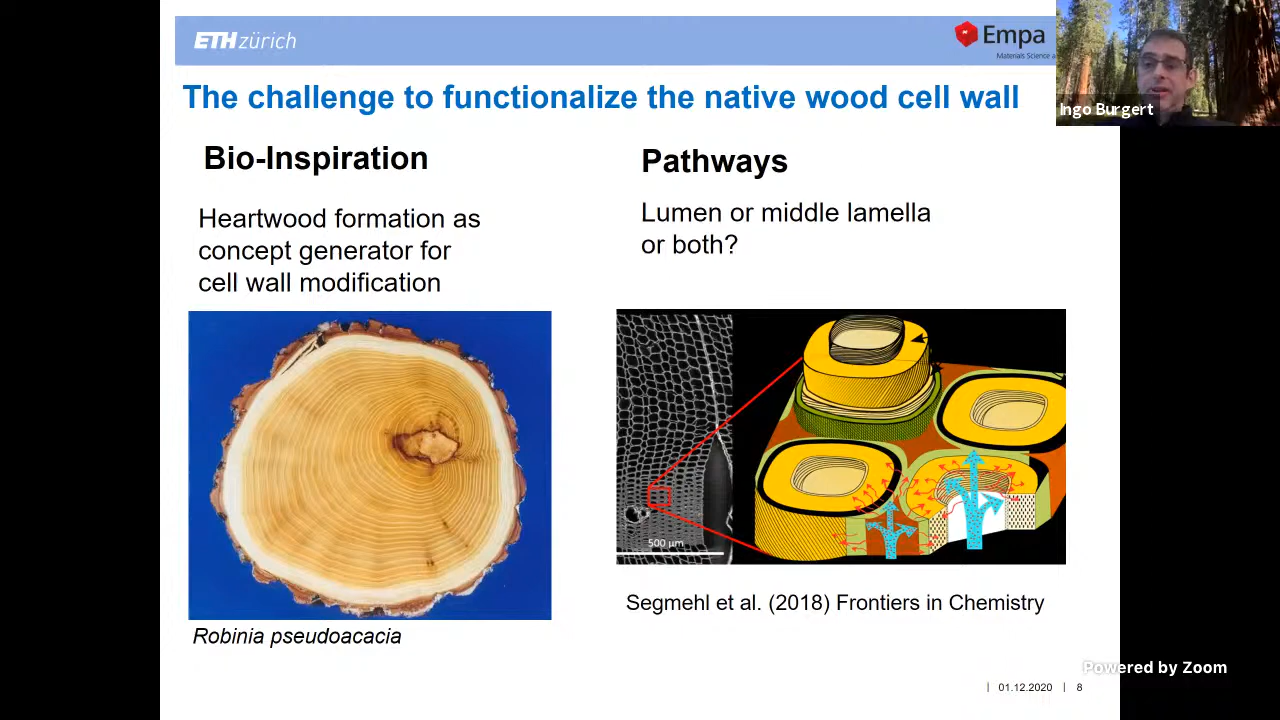 ETH zürich
Empa
Materials Science a
The challenge to functionalize the native wood cell wall
Ingo Burgert
Bio-Inspiration
Heartwood formation as
concept generator for
cell wall modification
Pathways
Lumen or middle lamella
or both?
500 µm
Robinia pseudoacacia
Segmehl et al. (2018) Frontiers in Chemistry
Powered by Zoom
| 01.12.2020 | 8